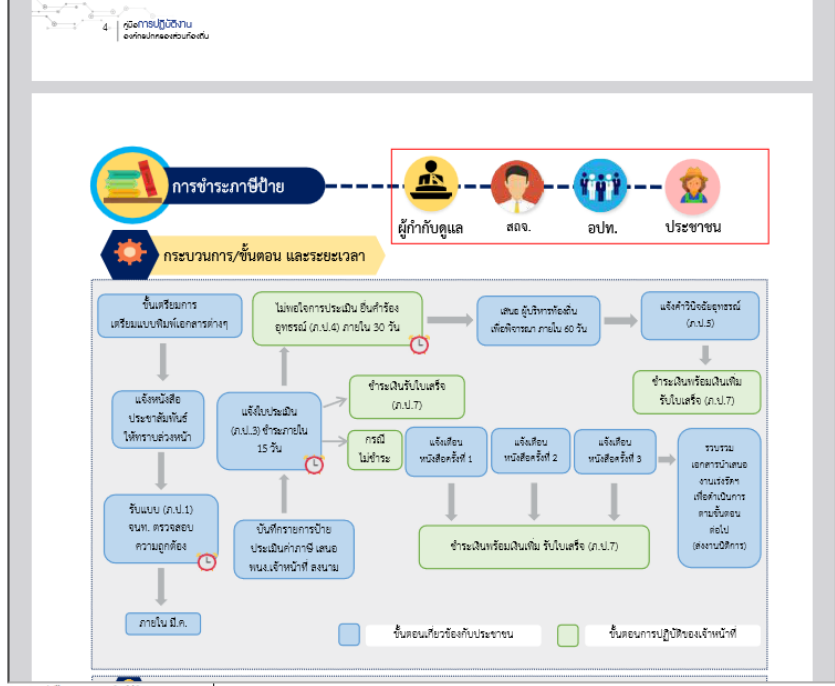 4
คู่มือการปฏิบัติงาน
องค์กรปกครองส่วนท้องถิ่น
การชำระภาษีป้าย
ผู้กำกับดูแล
สถจ.
อปท.
ประชาชน
กระบวนการ/ขั้นตอน และระยะเวลา
ขั้นเตรียมการ
เตรียมแบบพิมพ์เอกสารต่างๆ
ไม่พอใจการประเมิน ยื่นคำร้อง
อุทธรณ์ (ภ.ป.4) ภายใน 30 วัน
เสนอ ผู้บริหารท้องถิ่น
เพื่อพิจารณา ภายใน 60 วัน
แจ้งคำวินิจฉัยอุทธรณ์
(ภ.ป.5)
ชำระเงินพร้อมเงินเพิ่ม
รับใบเสร็จ (ภ.ป.7)
แจ้งหนังสือ
ประชาสัมพันธ์
ให้ทราบล่วงหน้า
แจ้งใบประเมิน
(ภ.ป.3) ชำระภายใน
15 วัน
ชำระเงินรับใบเสร็จ
(ภ.ป.7)
กรณี
ไม่ชำระ
แจ้งเตือน
หนังสือครั้งที่ 1
แจ้งเตือน
หนังสือครั้งที่ 2
แจ้งเตือน
หนังสือครั้งที่ 3
รวบรวม
เอกสารนำเสนอ
งานเร่งรัดฯ
เพื่อดำเนินการ
ตามขั้นตอน
ต่อไป
(ส่งงานนิติการ)
รับแบบ (ภ.ป.1)
จนท. ตรวจสอบ
ความถูกต้อง
บันทึกรายการป้าย
ประเมินค่าภาษี เสนอ
พนง.เจ้าหน้าที่ ลงนาม
ชำระเงินพร้อมเงินเพิ่ม รับใบเสร็จ (ภ.ป.7)
ภายใน มี.ค.
ขั้นตอนเกี่ยวข้องกับประชาชน
ขั้นตอนการปฏิบัติของเจ้าหน้าที่